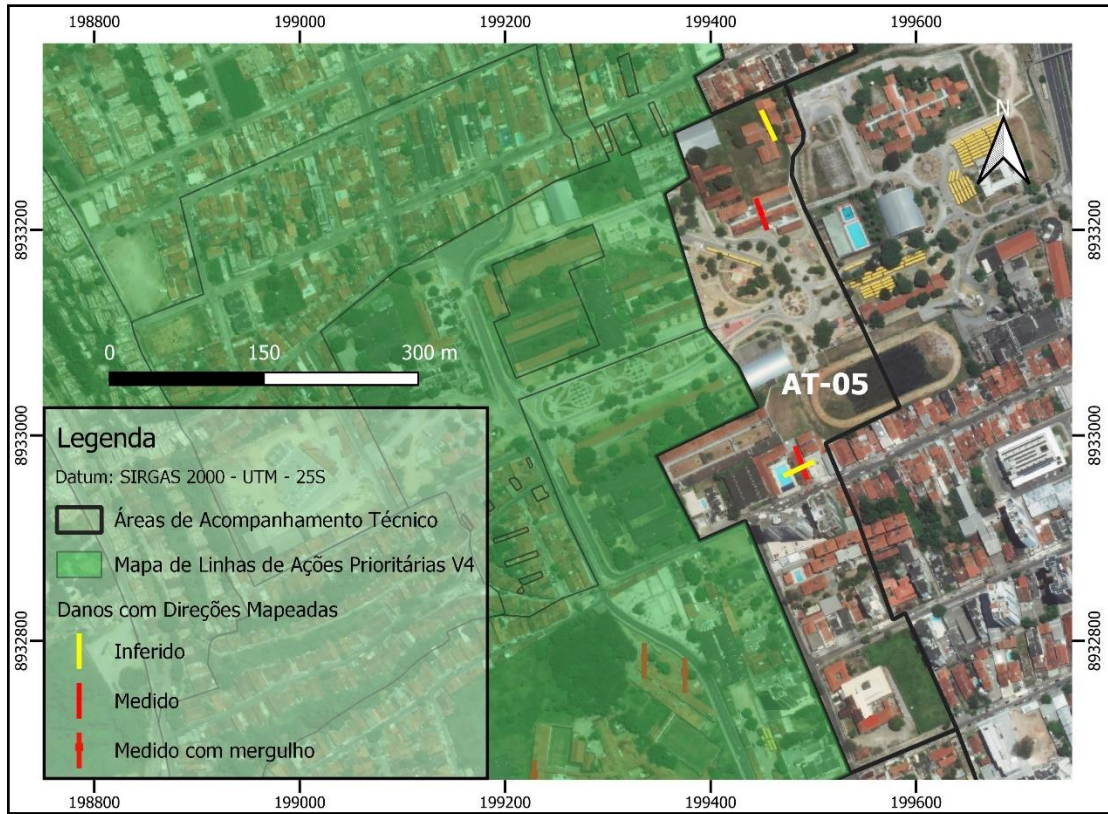 198800 199000 199200 199400 199600
N
8933200 8933200
0 150 300 m
AT-05
8933000 8933000
Legenda
Datum: SIRGAS 2000 - UTM - 25S
Áreas de Acompanhamento Técnico
Mapa de Linhas de Ações Prioritárias V4
Danos com Direções Mapeadas
Inferido
8932800 8932800
Medido
Medido com mergulho
198800 199000 199200 199400 199600